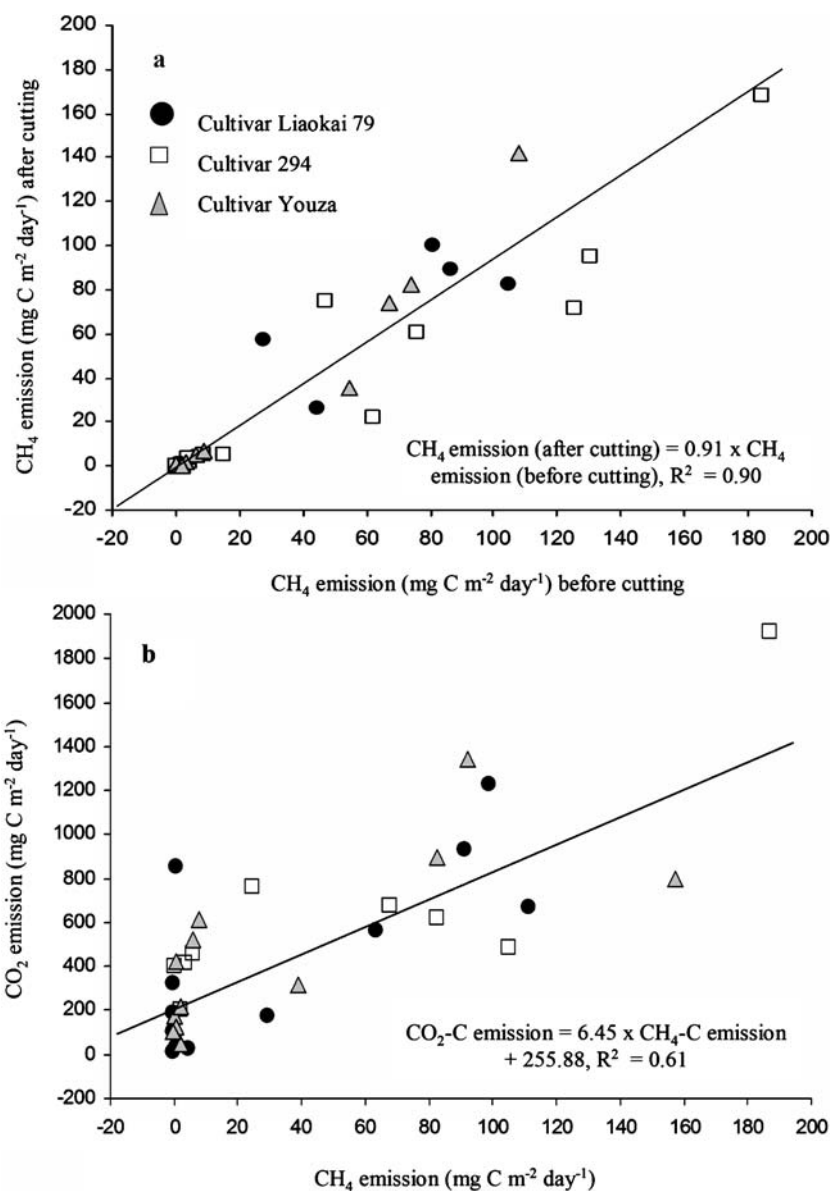 200
180
160
140
120
100
80
60
40
20
0
-20
CH₄ emission (mg C m⁻² day⁻¹) after cutting
a
Cultivar Liaokai 79
Cultivar 294
Cultivar Youza
CH₄ emission (after cutting) = 0.91 x CH₄
emission (before cutting), R² = 0.90
-20 0 20 40 60 80 100 120 140 160 180 200
CH₄ emission (mg C m⁻² day⁻¹) before cutting
2000
1800
1600
1400
1200
1000
800
600
400
200
0
-200
CO₂ emission (mg C m⁻² day⁻¹)
b
CO₂-C emission = 6.45 x CH₄-C emission
+ 255.88, R² = 0.61
-20 0 20 40 60 80 100 120 140 160 180 200
CH₄ emission (mg C m⁻² day⁻¹)